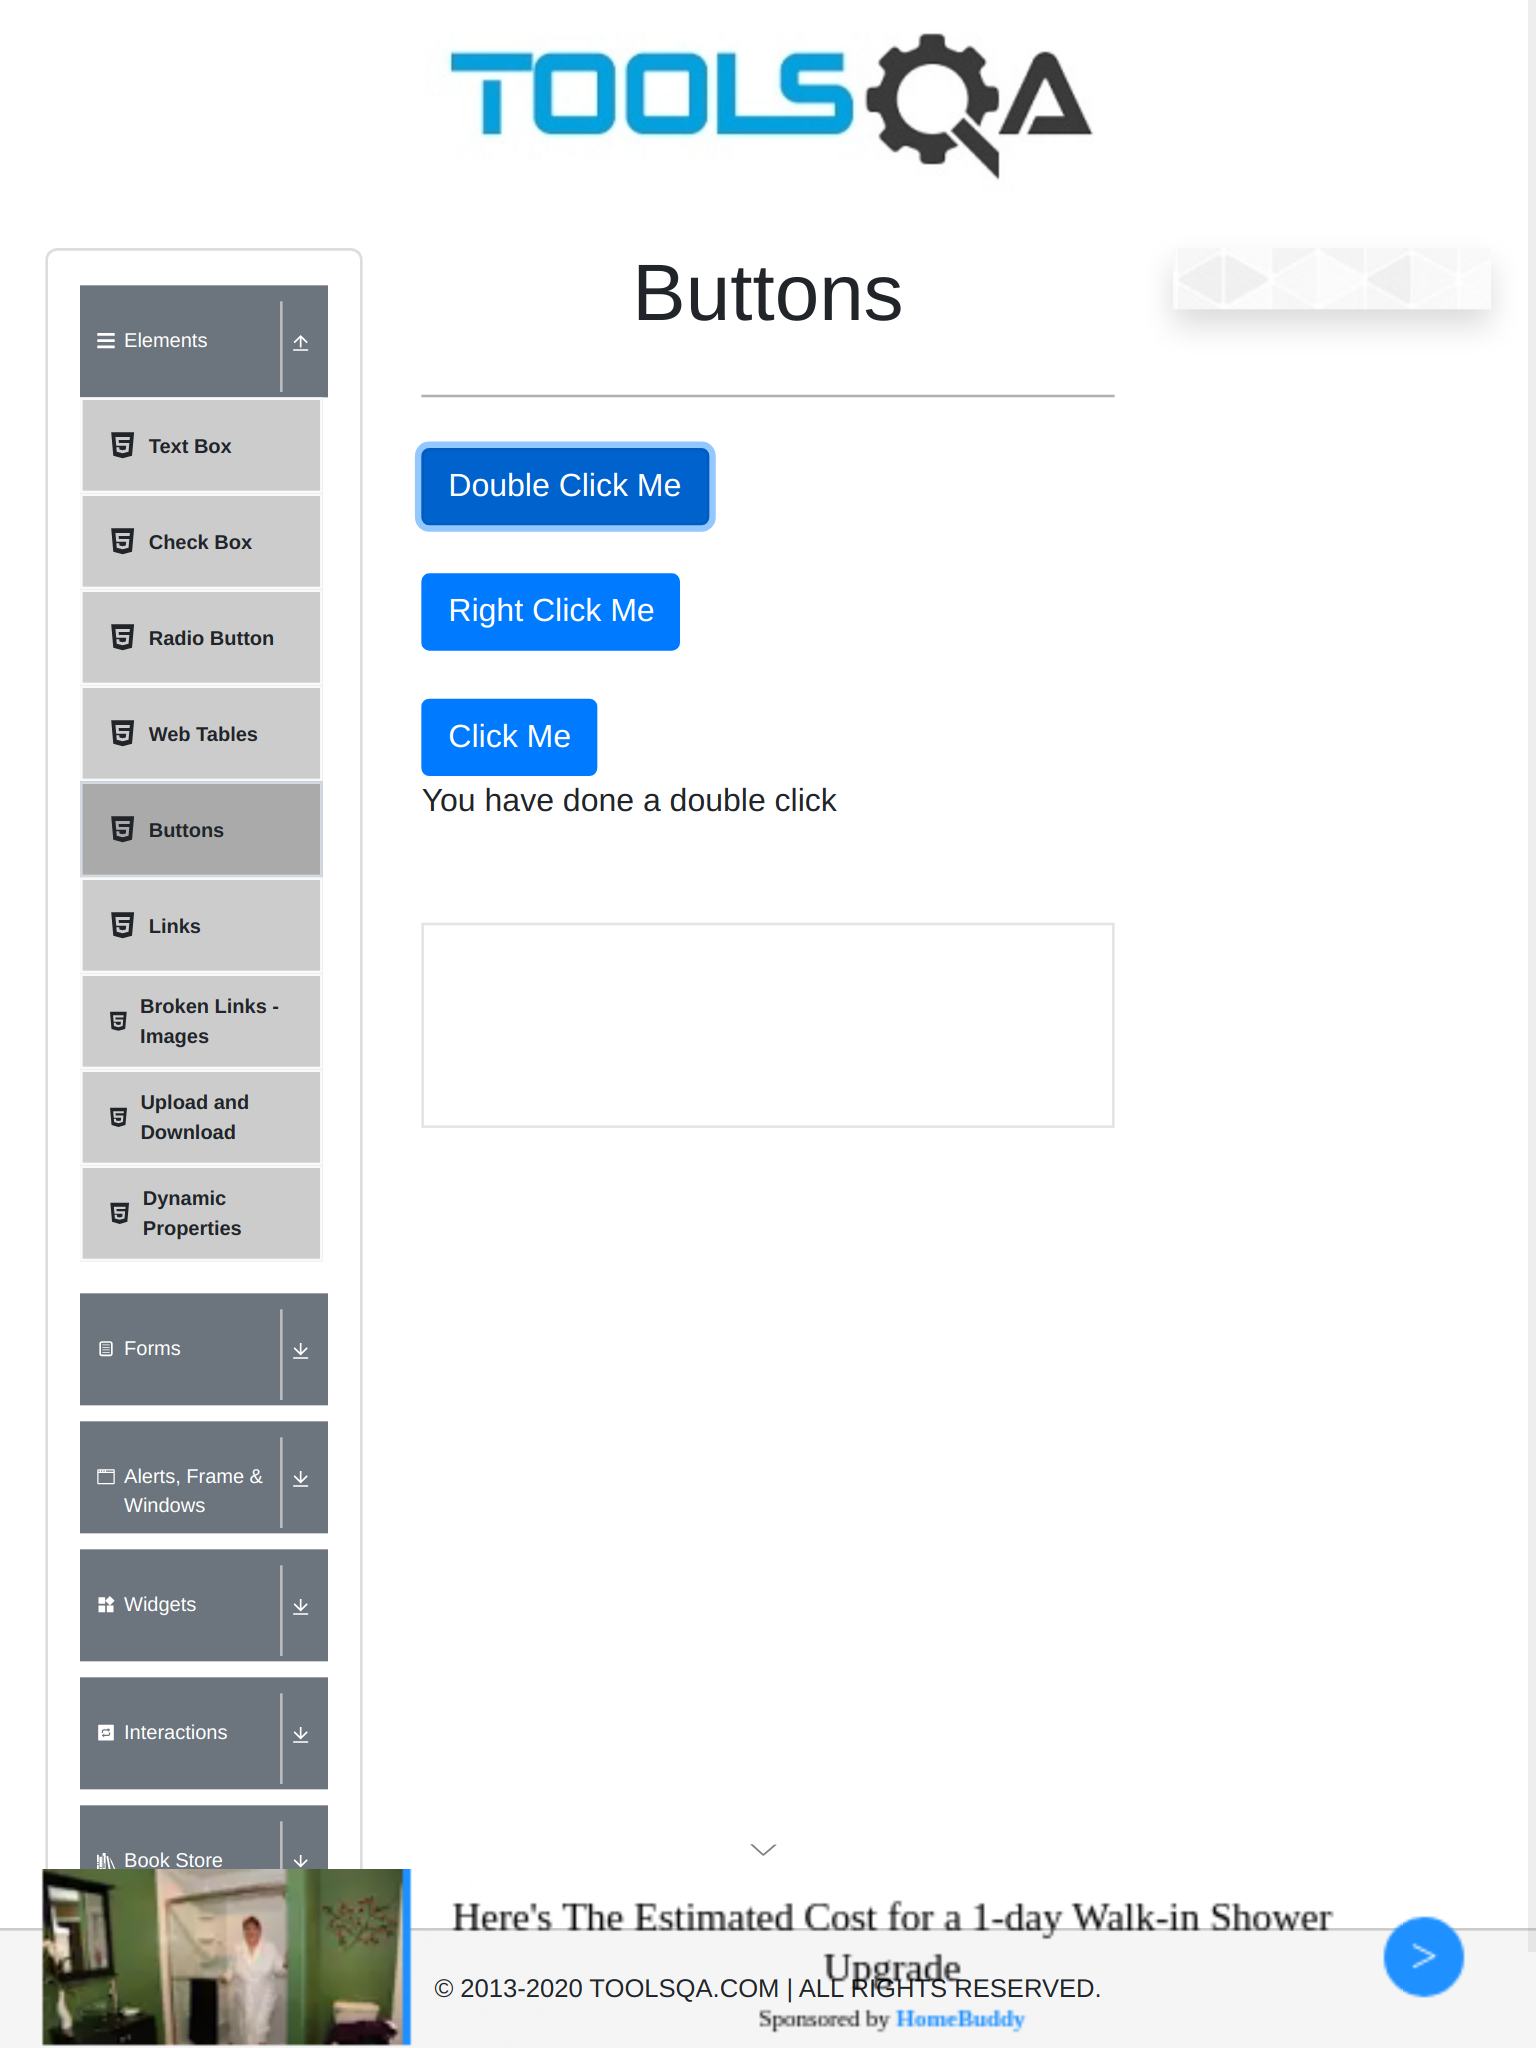 TOOLSQA
Buttons
Elements
Text Box
Check Box
Radio Button
Web Tables
Buttons
Links
Broken Links -
Images
Upload and
Download
Dynamic
Properties
Forms
Alerts, Frame &
Windows
Widgets
Interactions
Book Store
Double Click Me
Right Click Me
Click Me
You have done a double click
Here's The Estimated Cost for a 1-day Walk-in Shower
Upgrade
© 2013-2020 TOOLSQA.COM | ALL RIGHTS RESERVED.
Sponsored by HomeBuddy
>